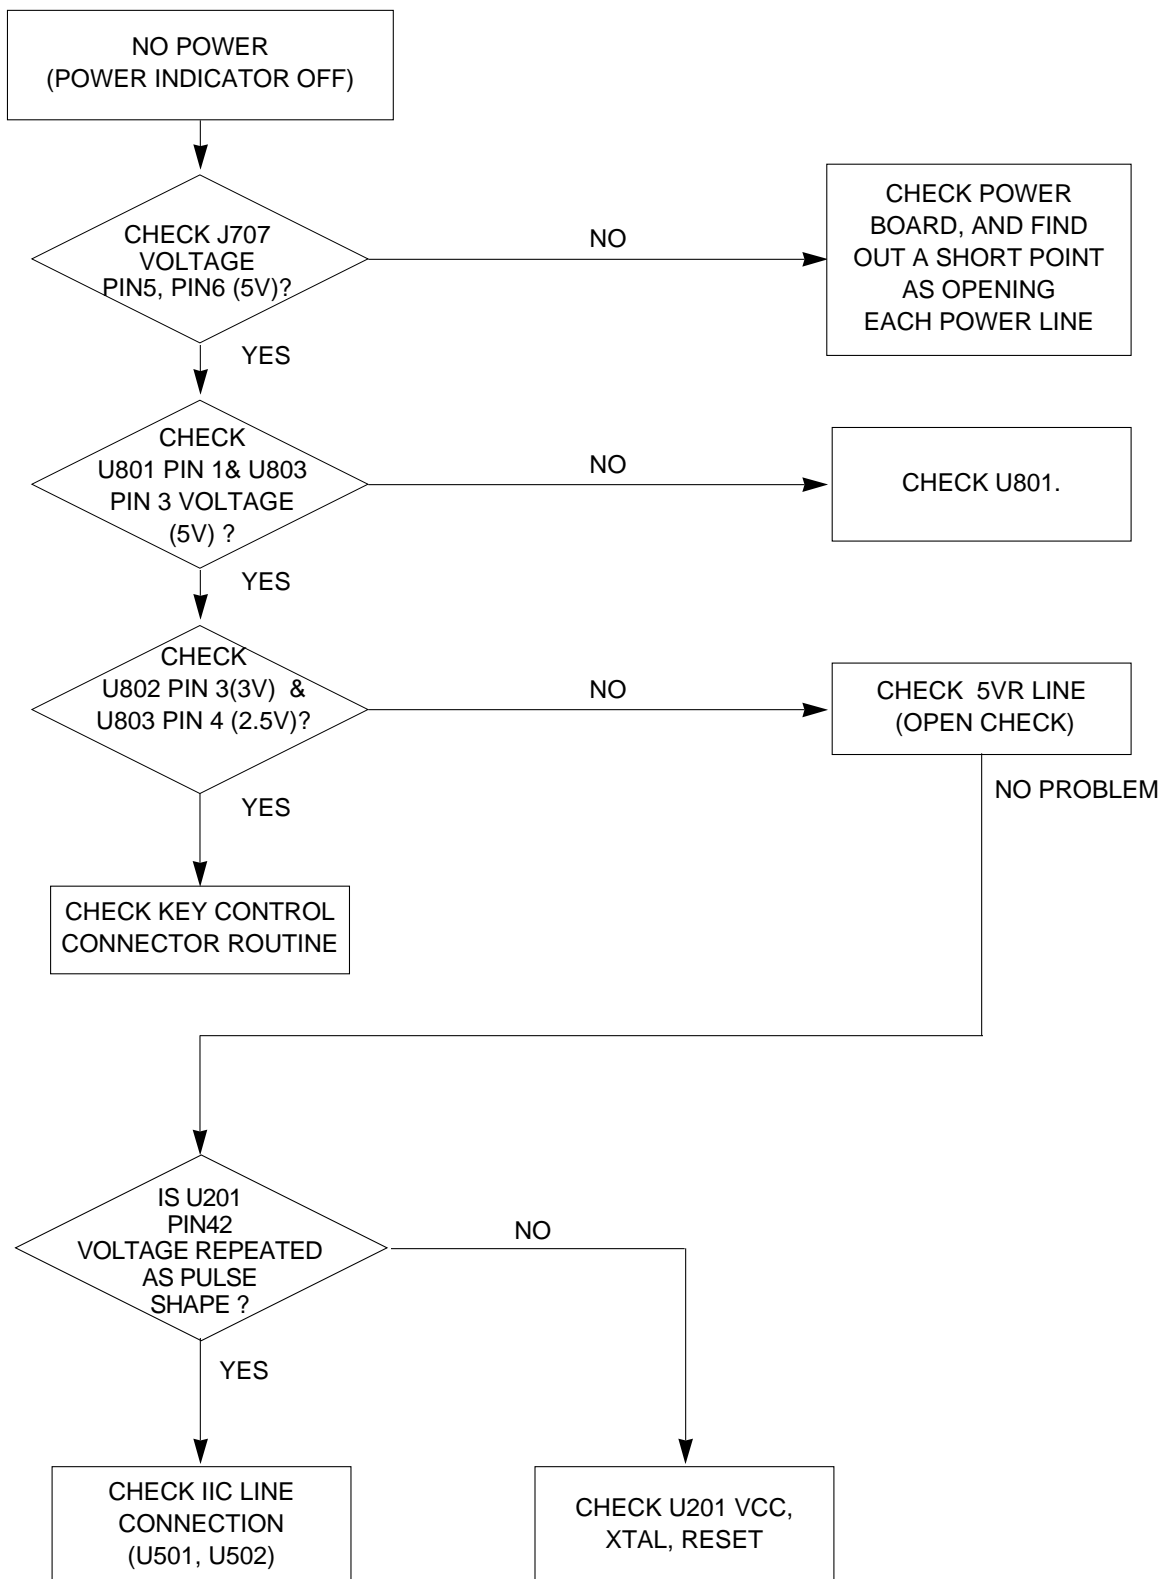 NO POWER
(POWER INDICATOR OFF)
CHECK J707
VOLTAGE
PIN5, PIN6 (5V)?
NO
CHECK POWER
BOARD, AND FIND
OUT A SHORT POINT
AS OPENING
EACH POWER LINE
YES
CHECK
U801 PIN 1& U803
PIN 3 VOLTAGE
(5V) ?
NO
CHECK U801.
YES
CHECK
U802 PIN 3(3V) &
U803 PIN 4 (2.5V)?
NO
CHECK 5VR LINE
(OPEN CHECK)
NO PROBLEM
YES
CHECK KEY CONTROL
CONNECTOR ROUTINE
IS U201
PIN42
VOLTAGE REPEATED
AS PULSE
SHAPE ?
NO
YES
CHECK IIC LINE
CONNECTION
(U501, U502)
CHECK U201 VCC,
XTAL, RESET